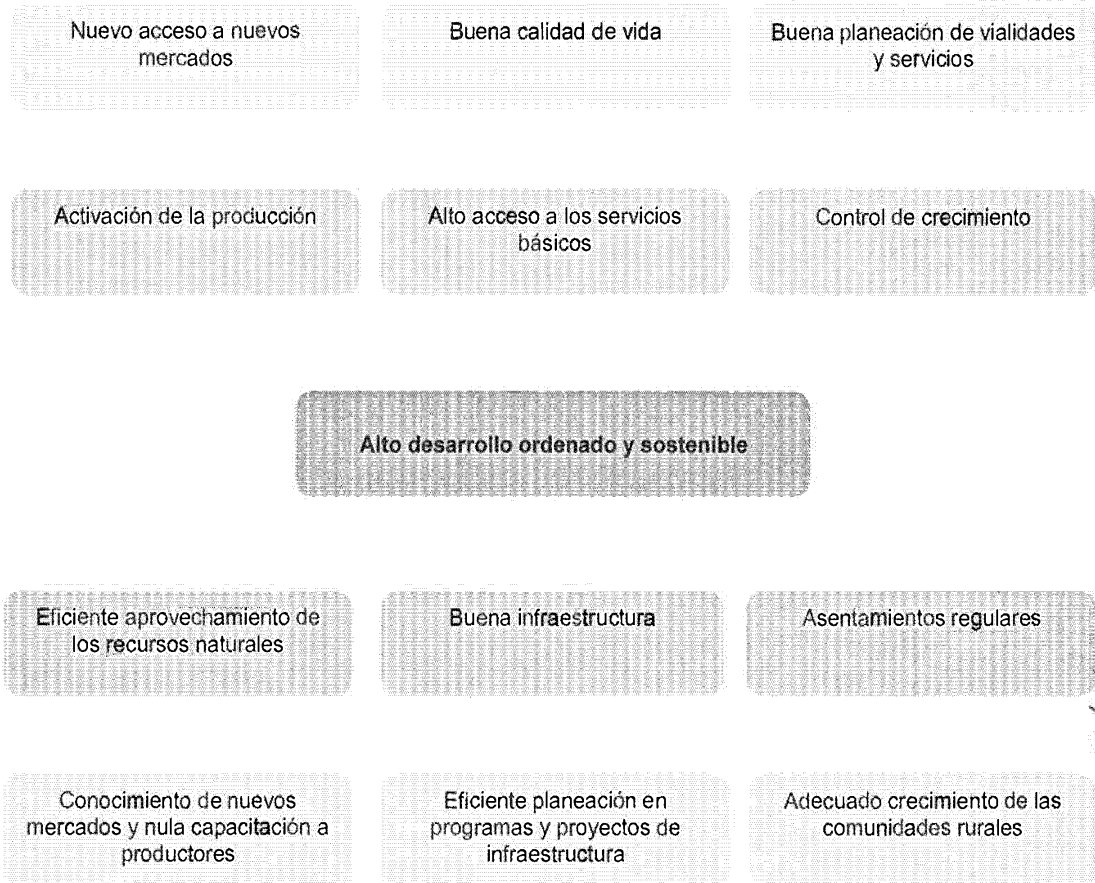 Nuevo acceso a nuevos
mercados
Buena calidad de vida
Buena planeación de vialidades
y servicios
Activación de la producción
Alto acceso a los servicios
básicos
Control de crecimiento
Alto desarrollo ordenado y sostenible
Eficiente aprovechamiento de
los recursos naturales
Buena infraestructura
Asentamientos regulares
Conocimiento de nuevos
mercados y nula capacitación a
productores
Eficiente planeación en
programas y proyectos de
infraestructura
Adecuado crecimiento de las
comunidades rurales